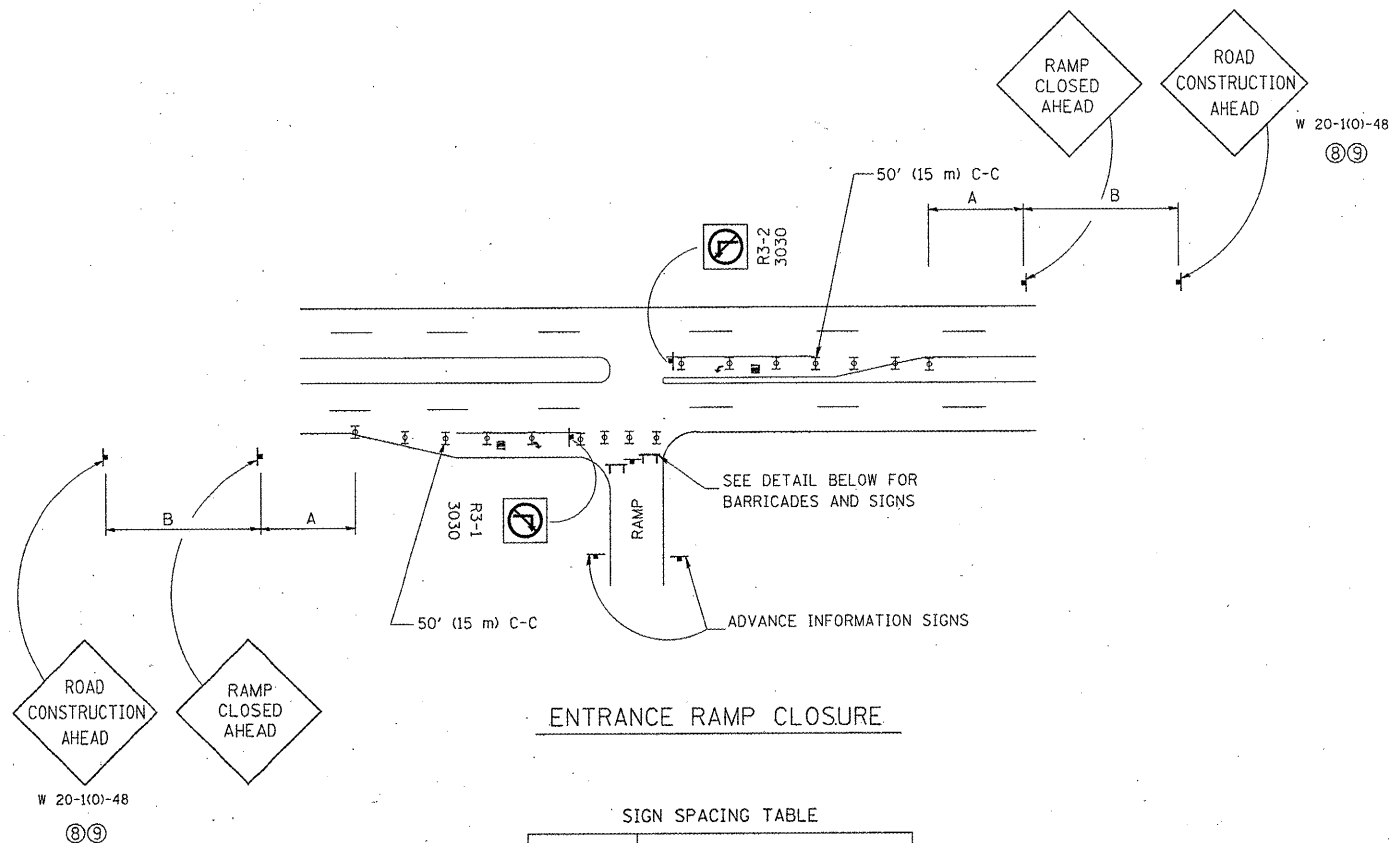 RAMP
CLOSED
AHEAD
ROAD
CONSTRUCTION
AHEAD
W 20-1(O)-48
⑧⑨
50' (15 m) C-C
A
B
R3-2
3030
SEE DETAIL BELOW FOR
BARRICADES AND SIGNS
B
A
R3-1
3030
RAMP
50' (15 m) C-C
ADVANCE INFORMATION SIGNS
ROAD
CONSTRUCTION
AHEAD
RAMP
CLOSED
AHEAD
W 20-1(O)-48
⑧⑨
ENTRANCE RAMP CLOSURE
SIGN SPACING TABLE